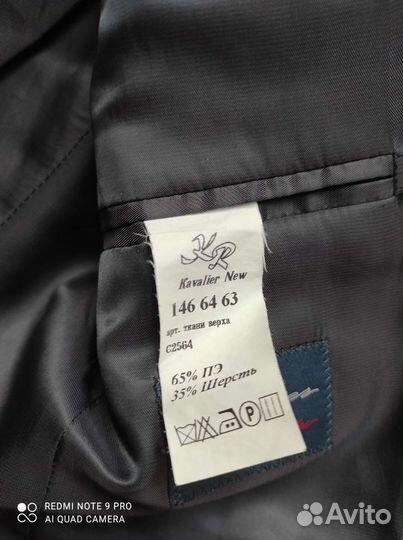 KR
Kavalier New
146 64 63
арт. ткани верха
С2564
65% ПЭ
35% Шерсть
P
REDMI NOTE 9 PRO
AI QUAD CAMERA
Avito